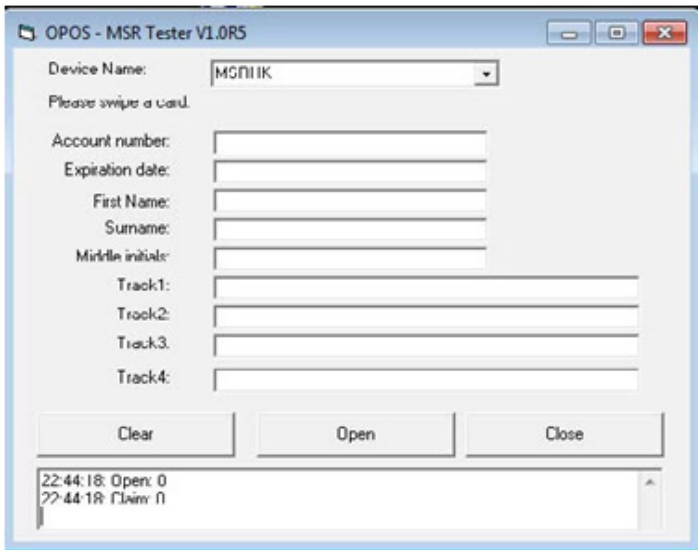 OPOS - MSR Tester V1.0R5
Device Name:
Please swipe a card.
Account number:
Expiration date:
First Name:
Surname:
Middle initials:
Track1:
Track2:
Track3:
Track4:
Clear Open Close
22:44:18: Open: 0
22:44:18: Claim: 0